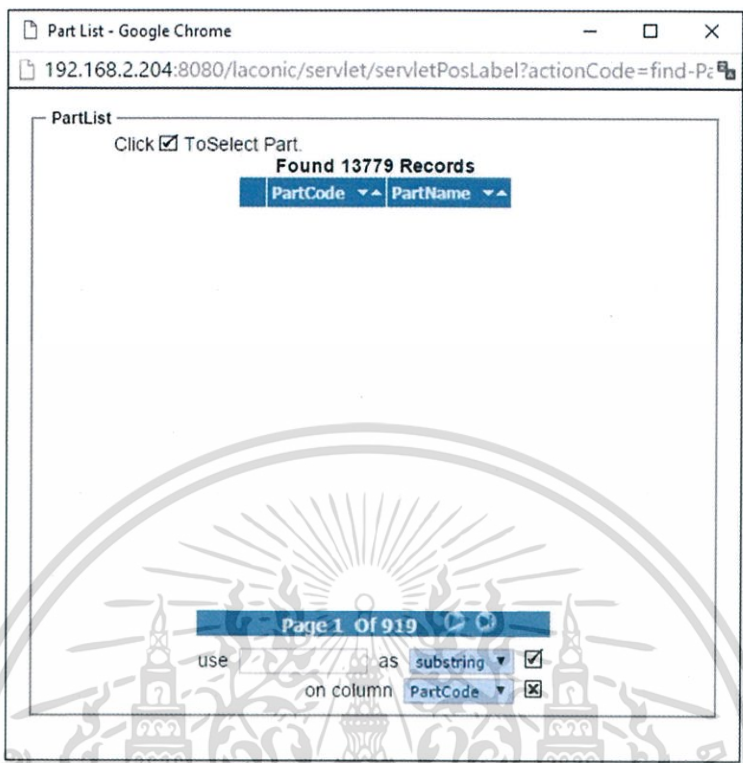 Part List - Google Chrome
192.168.2.204:8080/laconic/servlet/servletPosLabel?actionCode=find-Pa
PartList
Click ToSelect Part.
Found 13779 Records
PartCode PartName
Page 1 Of 919
use as substring
on column PartCode